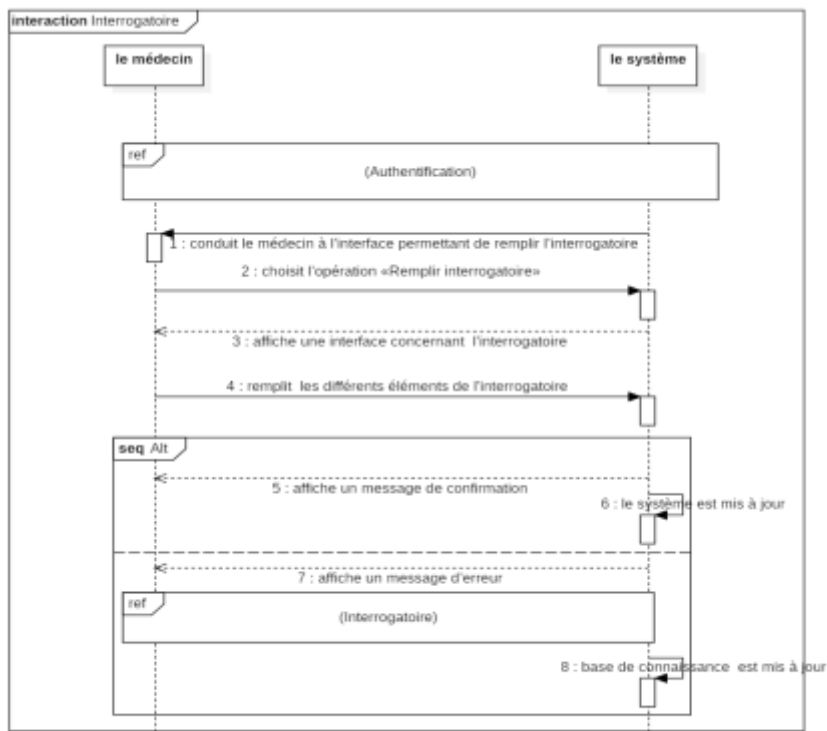 interaction Interrogatoire
le médecin
le système
ref
(Authentification)
1 : conduit le médecin à l'interface permettant de remplir l'interrogatoire
2 : choisit l'opération «Remplir interrogatoire»
3 : affiche une interface concernant l'interrogatoire
4 : remplit les différents éléments de l'interrogatoire
seq Alt
5 : affiche un message de confirmation
6 : le système est mis à jour
7 : affiche un message d'erreur
ref
(Interrogatoire)
8 : base de connaissance est mis à jour